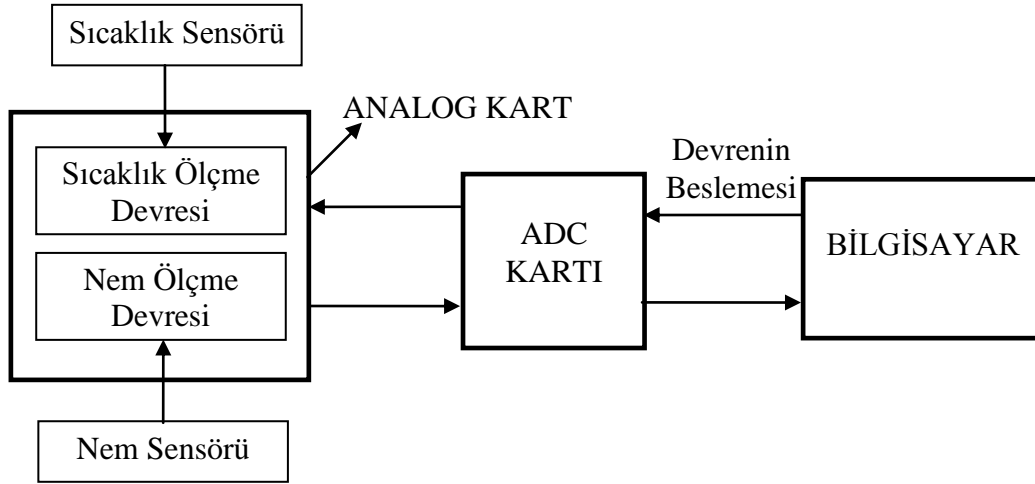 Sıcaklık Sensörü
ANALOG KART
Sıcaklık Ölçme
Devresi
Nem Ölçme
Devresi
Nem Sensörü
ADC
KARTI
Devrenin
Beslemesi
BİLGİSAYAR